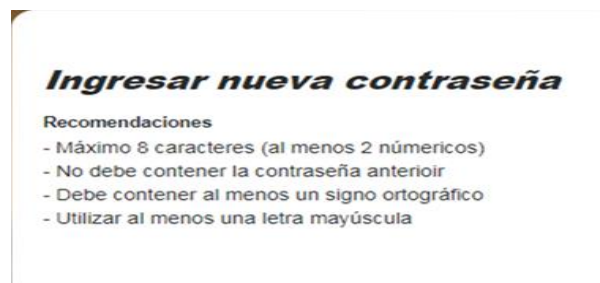 Ingresar nueva contraseña
Recomendaciones
- Máximo 8 caracteres (al menos 2 númericos)
- No debe contener la contraseña anterioir
- Debe contener al menos un signo ortográfico
- Utilizar al menos una letra mayúscula